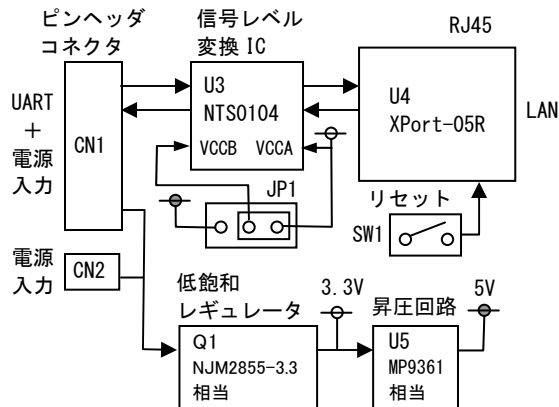 ピンヘッダ
コネクタ
信号レベル
変換 IC
RJ45
U3
NTS0104
VCCB VCCA
U4
XPort-05R
LAN
UART
+
電源
入力
CN1
JP1
リセット
SW1
電源
入力
CN2
低飽和
レギュレータ
3.3V
昇圧回路
5V
Q1
NJM2855-3.3
相当
U5
MP9361
相当